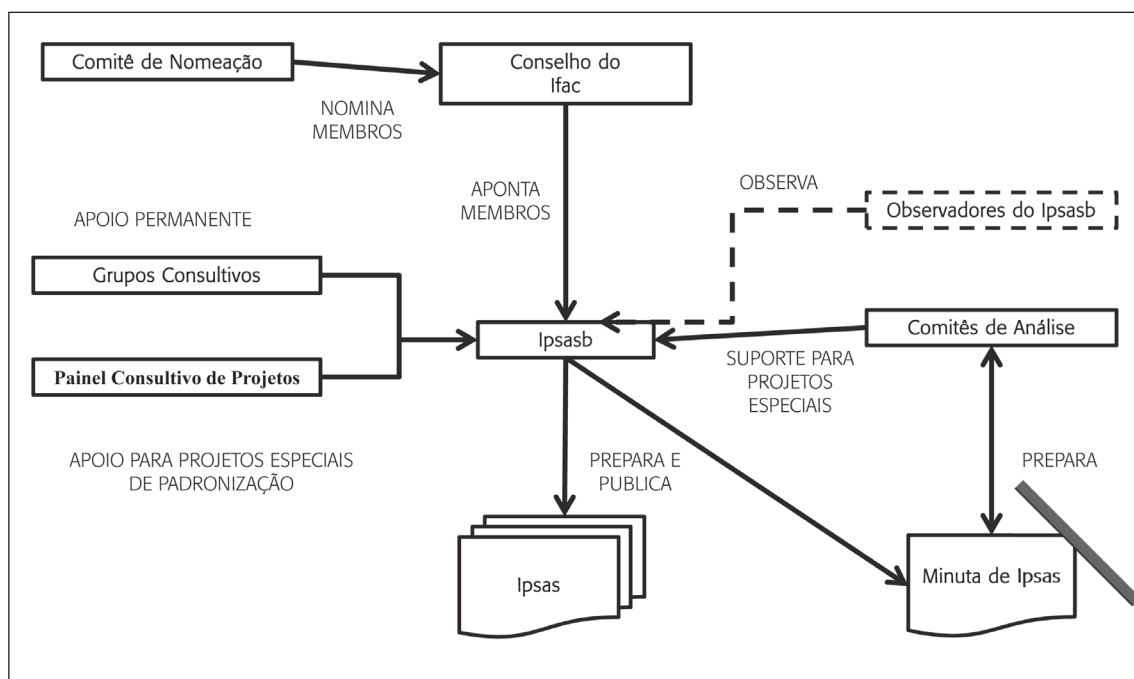 Comitê de Nomeação
Conselho do
Ifac
NOMINA
MEMBROS
APONTA
MEMBROS
OBSERVA
Observadores do Ipsasb
APOIO PERMANENTE
Grupos Consultivos
Ipsasb
Comitês de Análise
Painel Consultivo de Projetos
SUPORTE PARA
PROJETOS
ESPECIAIS
APOIO PARA PROJETOS ESPECIAIS
DE PADRONIZAÇÃO
PREPARA E
PUBLICA
PREPARA
Ipsas
Minuta de Ipsas